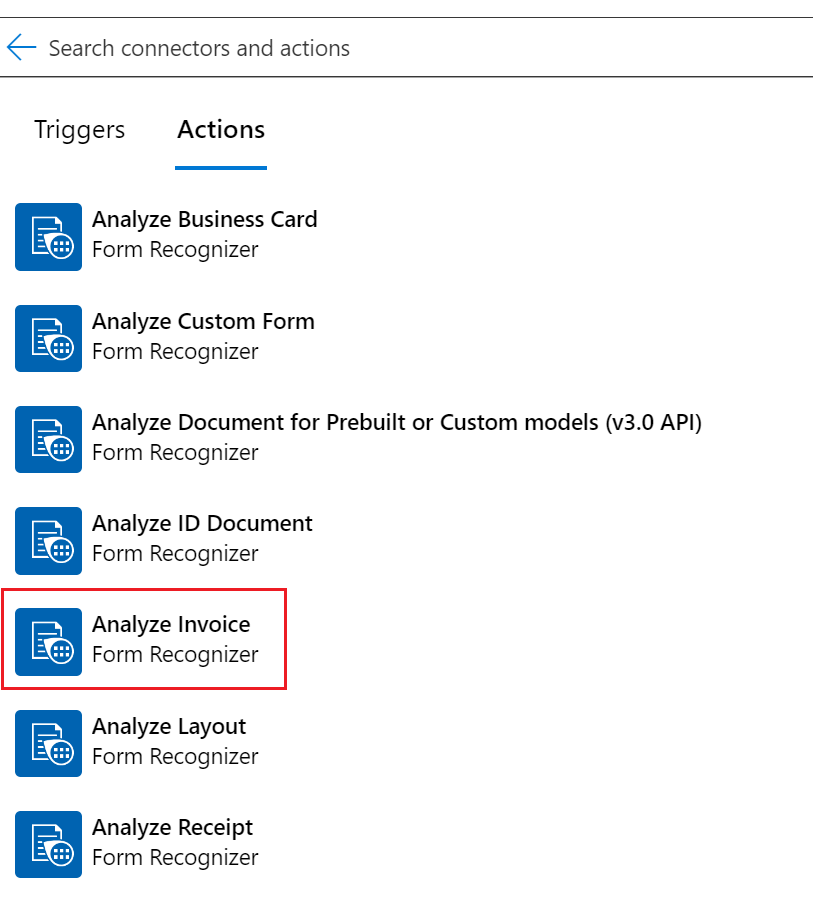 Search connectors and actions
Triggers Actions
Analyze Business Card
Form Recognizer
Analyze Custom Form
Form Recognizer
Analyze Document for Prebuilt or Custom models (v3.0 API)
Form Recognizer
Analyze ID Document
Form Recognizer
Analyze Invoice
Form Recognizer
Analyze Layout
Form Recognizer
Analyze Receipt
Form Recognizer